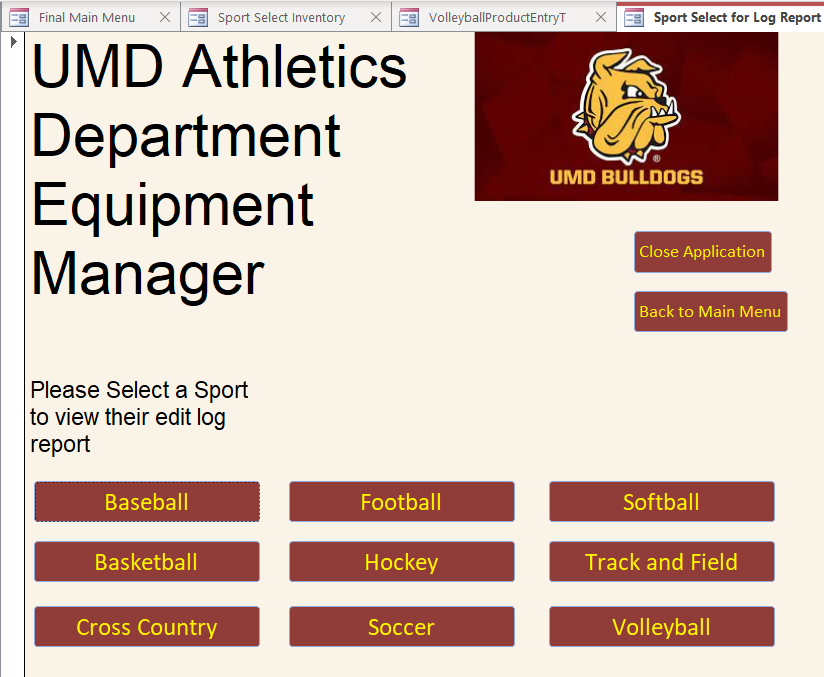 Final Main Menu
Sport Select Inventory
VolleyballProductEntryT
Sport Select for Log Report
UMD Athletics
Department
Equipment
Manager
®
UMD BULLDOGS
Close Application
Back to Main Menu
Please Select a Sport
to view their edit log
report
Baseball
Football
Softball
Basketball
Hockey
Track and Field
Cross Country
Soccer
Volleyball